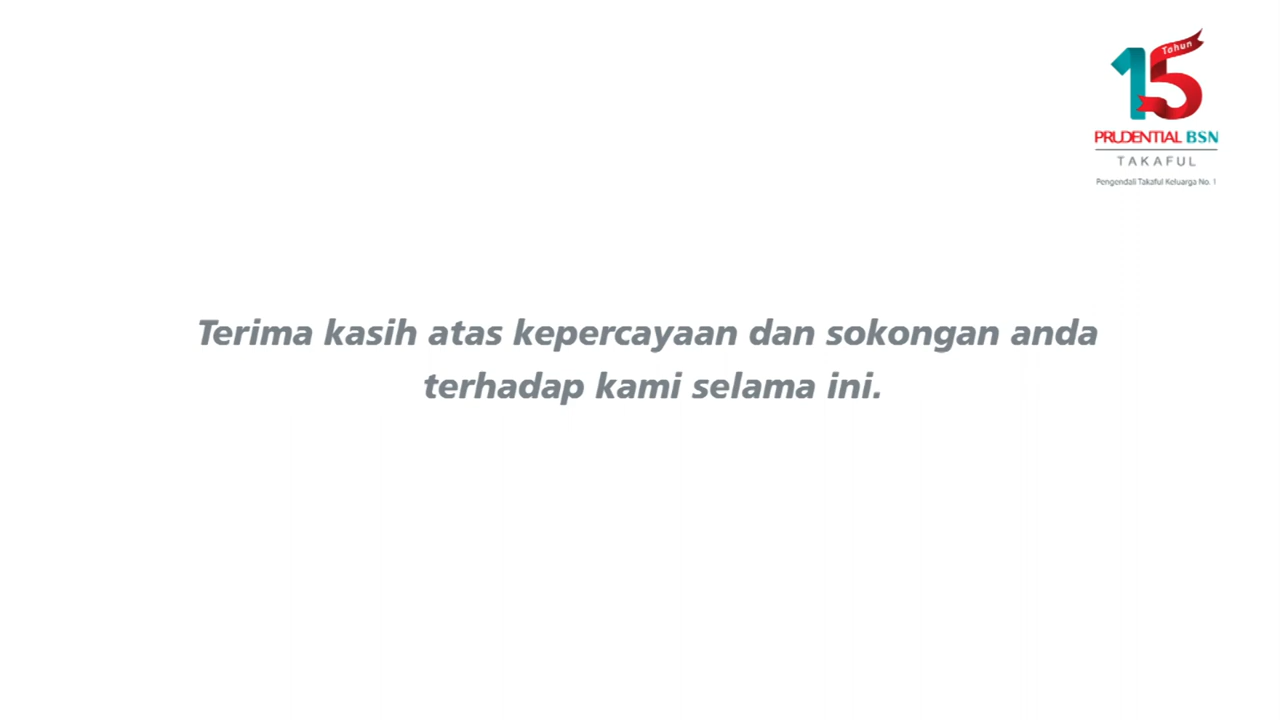 15
Tahun
PRUDENTIAL BSN
TAKAFUL
Pengendali Takaful Keluarga No. 1
Terima kasih atas kepercayaan dan sokongan anda
terhadap kami selama ini.